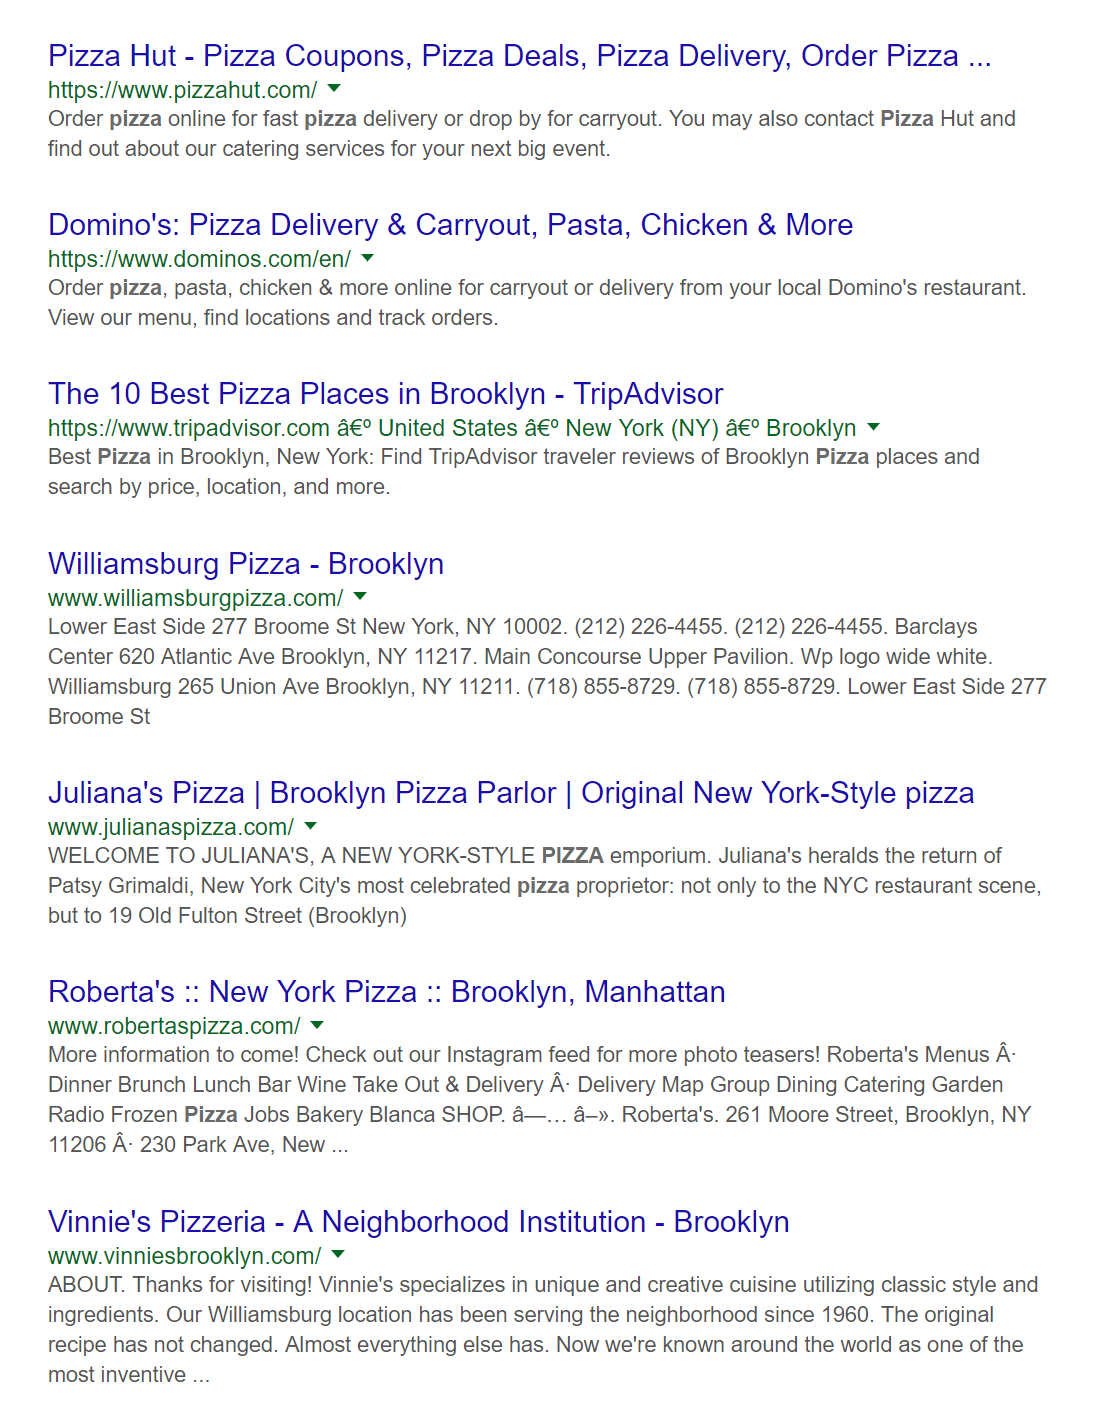 Pizza Hut - Pizza Coupons, Pizza Deals, Pizza Delivery, Order Pizza ...
https://www.pizzahut.com/
Order pizza online for fast pizza delivery or drop by for carryout. You may also contact Pizza Hut and
find out about our catering services for your next big event.
Domino's: Pizza Delivery & Carryout, Pasta, Chicken & More
https://www.dominos.com/en/
Order pizza, pasta, chicken & more online for carryout or delivery from your local Domino's restaurant.
View our menu, find locations and track orders.
The 10 Best Pizza Places in Brooklyn - TripAdvisor
https://www.tripadvisor.com â€º United States â€º New York (NY) â€º Brooklyn
Best Pizza in Brooklyn, New York: Find TripAdvisor traveler reviews of Brooklyn Pizza places and
search by price, location, and more.
Williamsburg Pizza - Brooklyn
www.williamsburgpizza.com/
Lower East Side 277 Broome St New York, NY 10002. (212) 226-4455. (212) 226-4455. Barclays
Center 620 Atlantic Ave Brooklyn, NY 11217. Main Concourse Upper Pavilion. Wp logo wide white.
Williamsburg 265 Union Ave Brooklyn, NY 11211. (718) 855-8729. (718) 855-8729. Lower East Side 277
Broome St
Juliana's Pizza | Brooklyn Pizza Parlor | Original New York-Style pizza
www.julianaspizza.com/
WELCOME TO JULIANA'S, A NEW YORK-STYLE PIZZA emporium. Juliana's heralds the return of
Patsy Grimaldi, New York City's most celebrated pizza proprietor: not only to the NYC restaurant scene,
but to 19 Old Fulton Street (Brooklyn)
Roberta's :: New York Pizza :: Brooklyn, Manhattan
www.robertaspizza.com/
More information to come! Check out our Instagram feed for more photo teasers! Roberta's Menus Â·
Dinner Brunch Lunch Bar Wine Take Out & Delivery Â· Delivery Map Group Dining Catering Garden
Radio Frozen Pizza Jobs Bakery Blanca SHOP. â—… â–». Roberta's. 261 Moore Street, Brooklyn, NY
11206 Â· 230 Park Ave, New ...
Vinnie's Pizzeria - A Neighborhood Institution - Brooklyn
www.vinniesbrooklyn.com/
ABOUT. Thanks for visiting! Vinnie's specializes in unique and creative cuisine utilizing classic style and
ingredients. Our Williamsburg location has been serving the neighborhood since 1960. The original
recipe has not changed. Almost everything else has. Now we're known around the world as one of the
most inventive ...